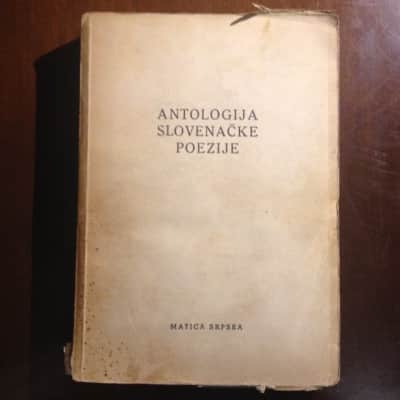 ANTOLOGIJA
SLOVENAČKE
POEZIJE
MATICA SRPSKA